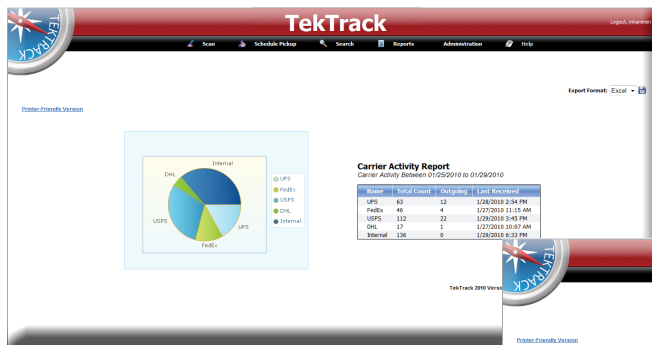 TekTrack
TEKTRACK
Scan Schedule Pickup Search Reports Administration Help
Export Format: Excel
Printer-Friendly Version
Internal
DHL
USPS
UPS
FedEx
UPS
FedEx
USPS
DHL
Internal
Carrier Activity Report
Carrier Activity Between 01/25/2010 to 01/29/2010
Name Total Count Outgoing Last Received
UPS 63 12 1/28/2010 2:54 PM
FedEx 46 4 1/27/2010 11:15 AM
USPS 112 22 1/29/2010 3:45 PM
DHL 17 1 1/27/2010 10:07 AM
Internal 136 0 1/29/2010 6:33 PM
TekTrack 2010 Versi
TEKTRACK
Printer-Friendly Version